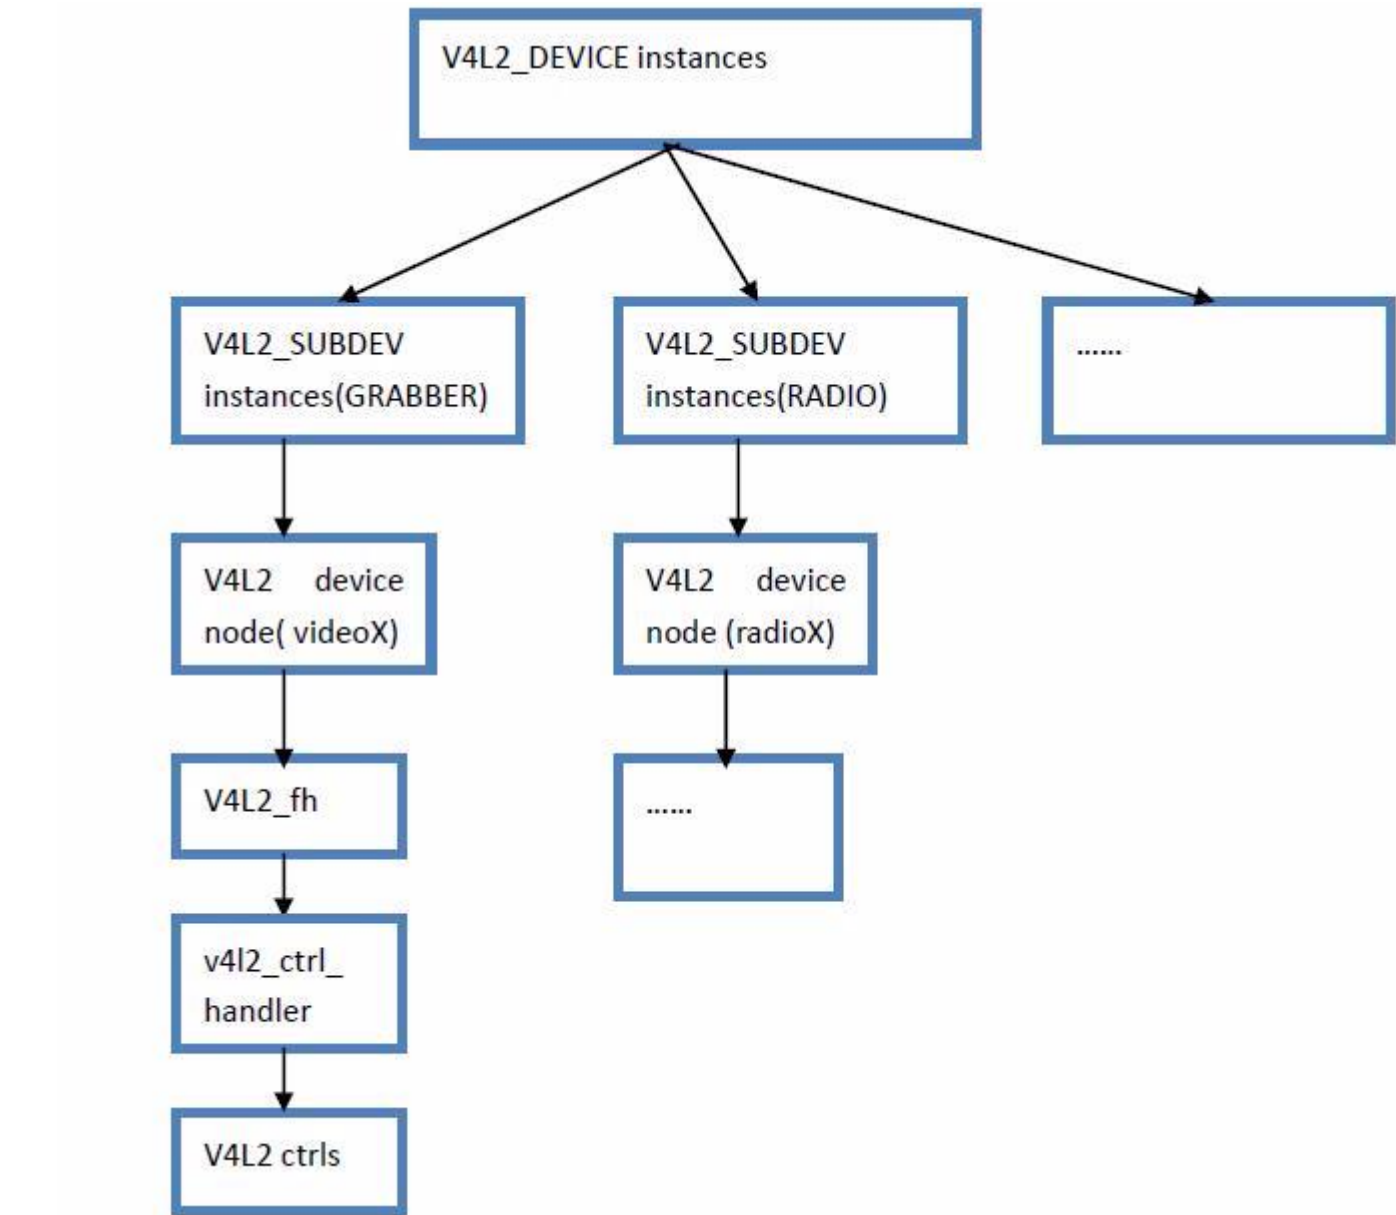 V4L2_DEVICE instances
V4L2_SUBDEV
instances(GRABBER)
V4L2_SUBDEV
instances(RADIO)
......
V4L2 device
node( videoX)
V4L2 device
node (radioX)
V4L2_fh
......
v4l2_ctrl_
handler
V4L2 ctrls